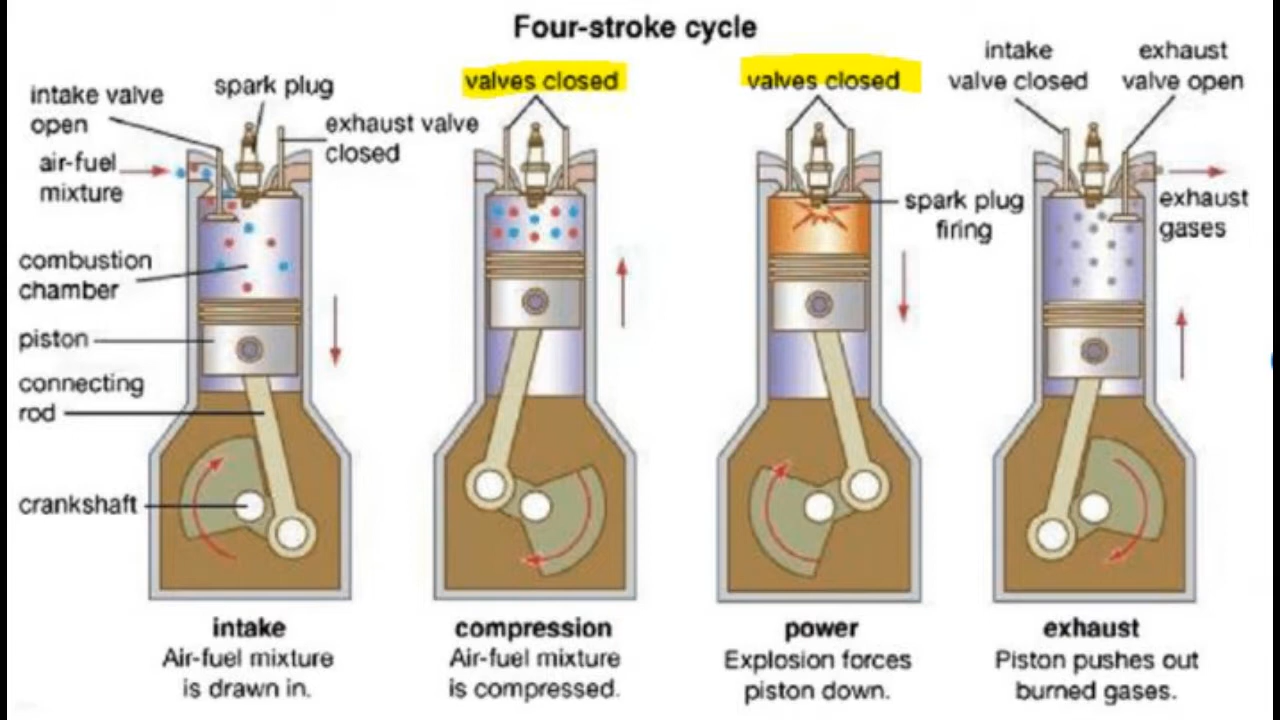 Four-stroke cycle
intake valve
open
spark plug
exhaust valve
closed
air-fuel
mixture
combustion
chamber
piston
connecting
rod
crankshaft
valves closed
valves closed
spark plug
firing
intake
valve closed
exhaust
valve open
exhaust
gases
intake
Air-fuel mixture
is drawn in.
compression
Air-fuel mixture
is compressed.
power
Explosion forces
piston down.
exhaust
Piston pushes out
burned gases.